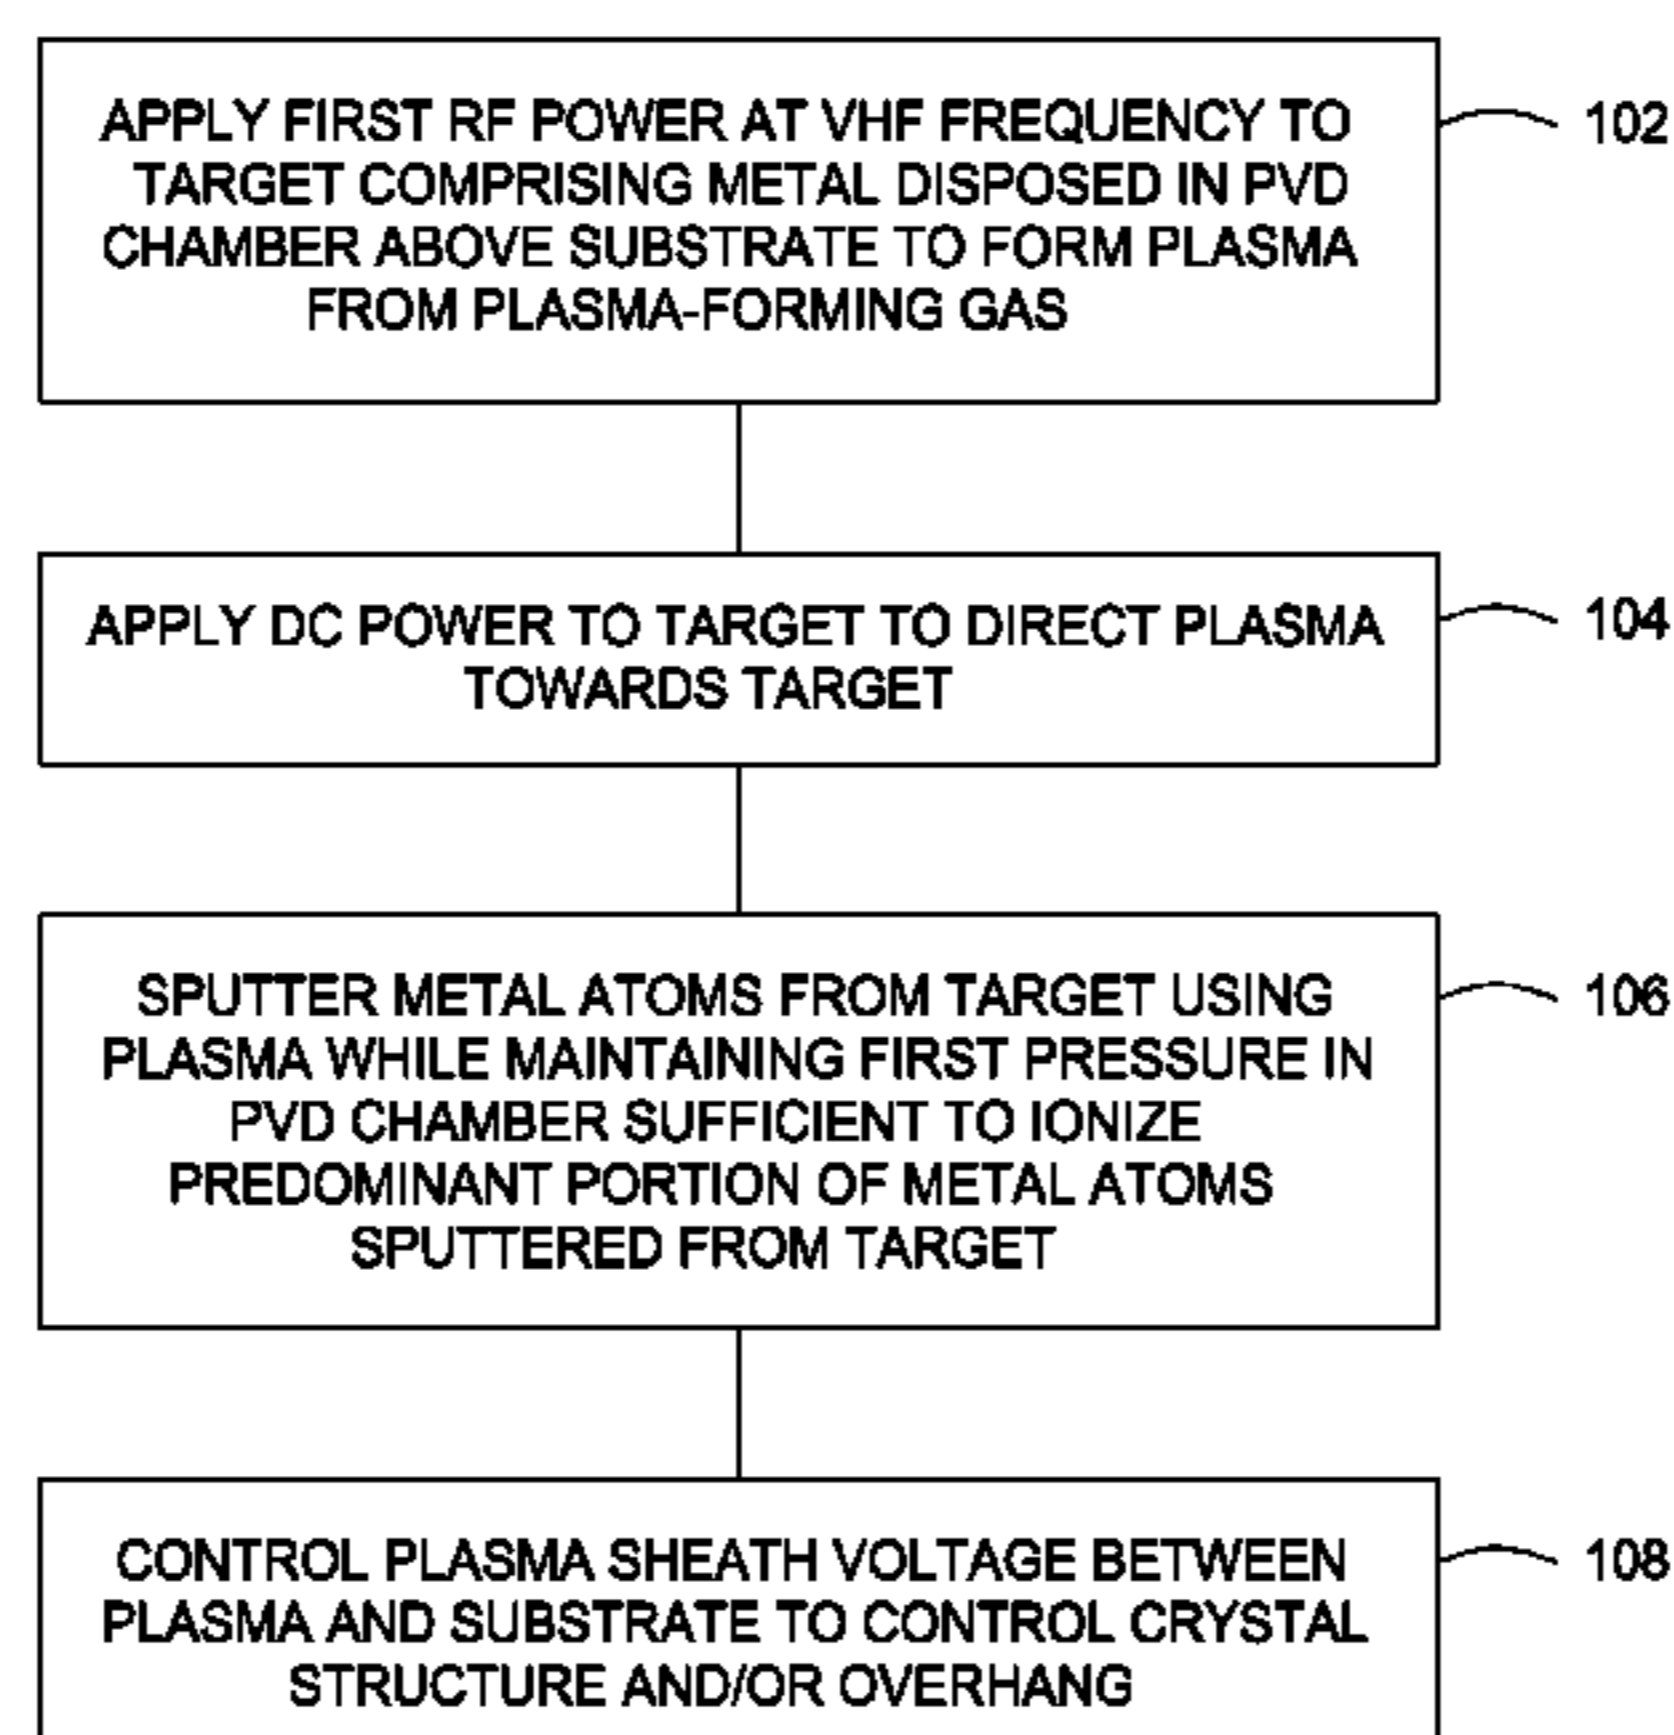 APPLY FIRST RF POWER AT VHF FREQUENCY TO
TARGET COMPRISING METAL DISPOSED IN PVD
CHAMBER ABOVE SUBSTRATE TO FORM PLASMA
FROM PLASMA-FORMING GAS
102
APPLY DC POWER TO TARGET TO DIRECT PLASMA
TOWARDS TARGET
104
SPUTTER METAL ATOMS FROM TARGET USING
PLASMA WHILE MAINTAINING FIRST PRESSURE IN
PVD CHAMBER SUFFICIENT TO IONIZE
PREDOMINANT PORTION OF METAL ATOMS
SPUTTERED FROM TARGET
106
CONTROL PLASMA SHEATH VOLTAGE BETWEEN
PLASMA AND SUBSTRATE TO CONTROL CRYSTAL
STRUCTURE AND/OR OVERHANG
108